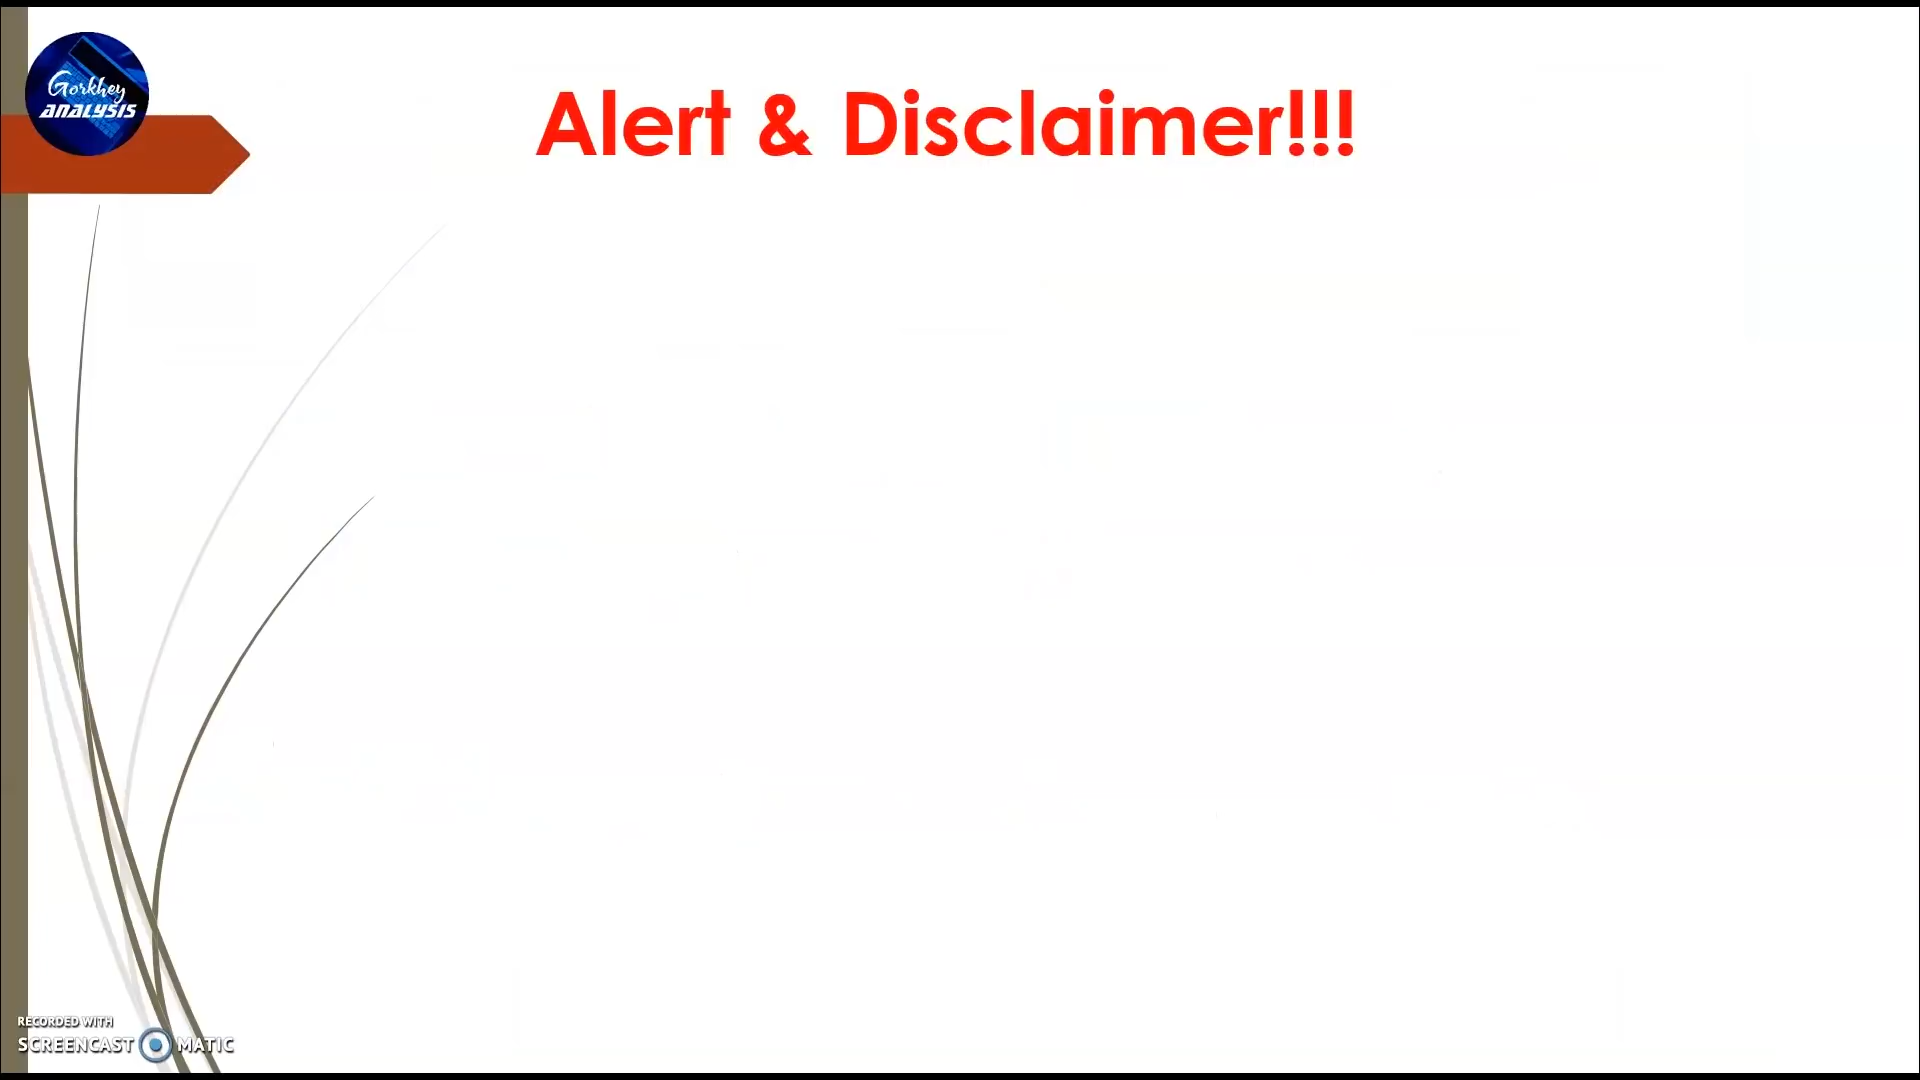 Gorkhey
ANALYSIS
Alert & Disclaimer!!!
RECORDED WITH
SCREENCAST MATIC